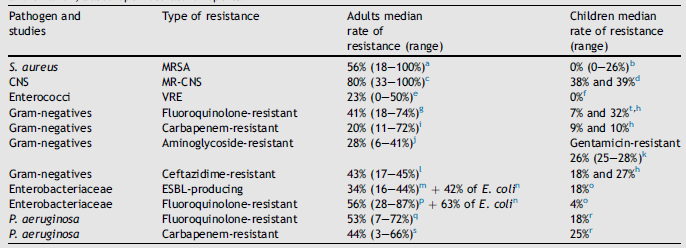 Pathogen and studies Type of resistance Adults median rate of resistance (range) Children median rate of resistance (range)
S. aureus MRSA 56% (18–100%)a 0% (0–26%)b
CNS MR-CNS 80% (33–100%)c 38% and 39%d
Enterococci VRE 23% (0–50%)e 0%f
Gram-negatives Fluoroquinolone-resistant 41% (18–74%)g 7% and 32%t,h
Gram-negatives Carbapenem-resistant 20% (11–72%)i 9% and 10%h
Gram-negatives Aminoglycoside-resistant 28% (6–41%)j Gentamicin-resistant 26% (25–28%)k
Gram-negatives Ceftazidime-resistant 43% (17–45%)l 18% and 27%h
Enterobacteriaceae ESBL-producing 34% (16–44%)m + 42% of E. colin 18%o
Enterobacteriaceae Fluoroquinolone-resistant 56% (28–87%)p + 63% of E. colin 4%o
P. aeruginosa Fluoroquinolone-resistant 53% (7–72%)q 18%r
P. aeruginosa Carbapenem-resistant 44% (3–66%)s 25%r